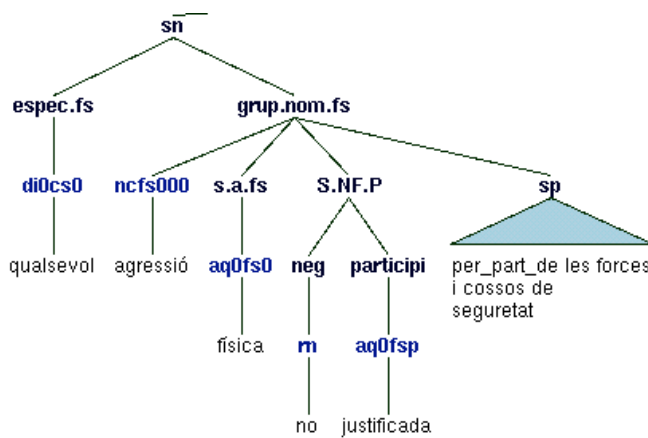 sn
espec.fs grup.nom.fs
di0cs0 ncfs000 s.a.fs S.NF.P sp
qualsevol agressió aq0fs0 neg participi per_part_de les forces
i cossos de
seguretat
física rn aq0fsp
no justificada